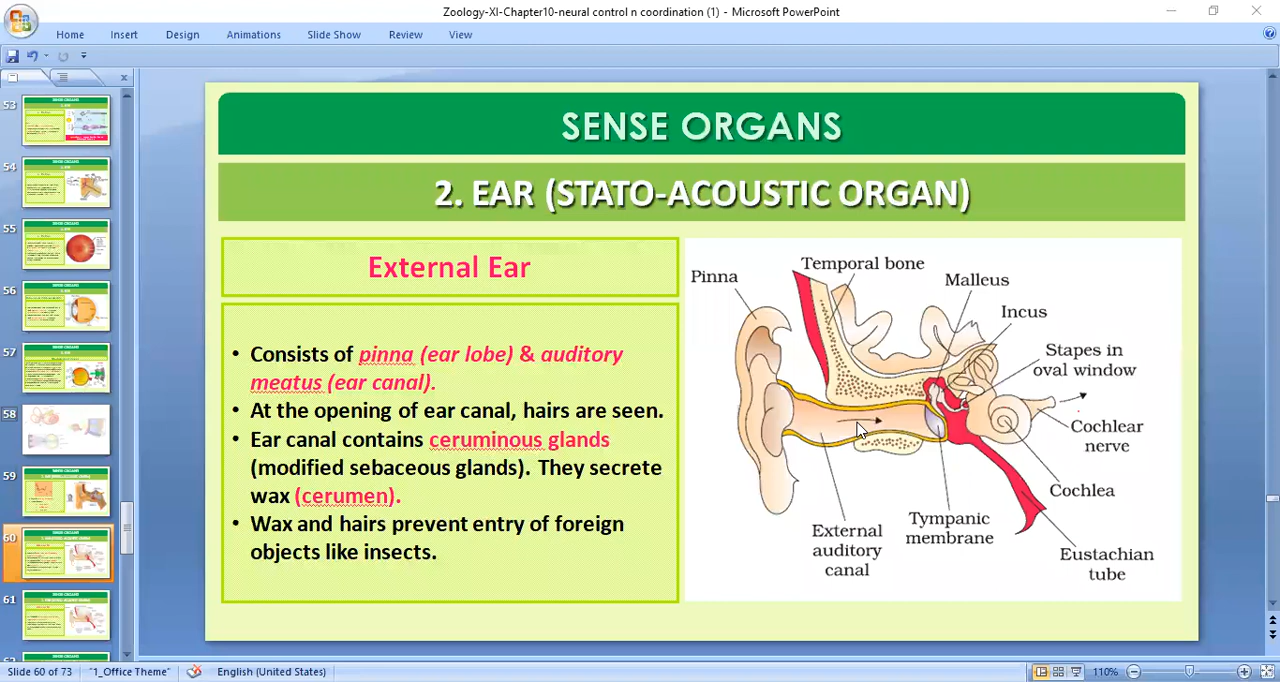 Zoology-XI-Chapter10-neural control n coordination (1) - Microsoft PowerPoint
Home Insert Design Animations Slide Show Review View
53
54
55
56
57
58
59
60
61
SENSE ORGANS
2. EAR (STATO-ACOUSTIC ORGAN)
External Ear
• Consists of pinna (ear lobe) & auditory
meatus (ear canal).
• At the opening of ear canal, hairs are seen.
• Ear canal contains ceruminous glands
(modified sebaceous glands). They secrete
wax (cerumen).
• Wax and hairs prevent entry of foreign
objects like insects.
Pinna
Temporal bone
Malleus
Incus
Stapes in
oval window
Cochlear
nerve
Cochlea
Eustachian
tube
Tympanic
membrane
External
auditory
canal
Slide 60 of 73 "1_Office Theme" English (United States) 110%